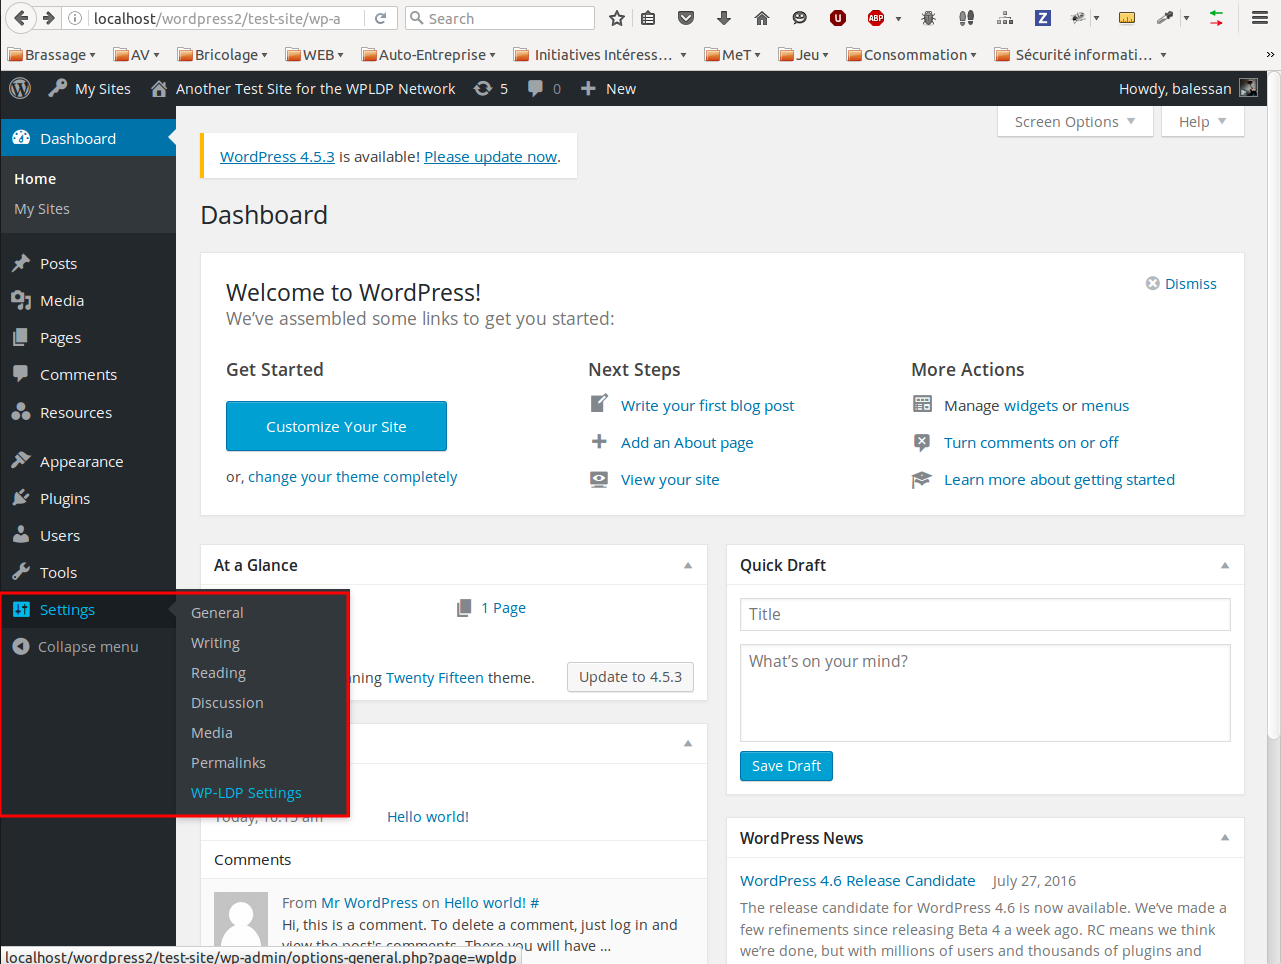 localhost/wordpress2/test-site/wp-a
Search
ABP
Z
Brassage
AV
Bricolage
WEB
Auto-Entreprise
Initiatives Intéress…
MeT
Jeu
Consommation
Sécurité informati…
»
My Sites
Another Test Site for the WPLDP Network
5
0
New
Howdy, balessan
Dashboard
Home
My Sites
Posts
Media
Pages
Comments
Resources
Appearance
Plugins
Users
Tools
Settings
Collapse menu
General
Writing
Reading
Discussion
Media
Permalinks
WP-LDP Settings
Screen Options
Help
WordPress 4.5.3 is available! Please update now.
Dashboard
Welcome to WordPress!
We've assembled some links to get you started:
Dismiss
Get Started
Customize Your Site
or, change your theme completely
Next Steps
Write your first blog post
Add an About page
View your site
More Actions
Manage widgets or menus
Turn comments on or off
Learn more about getting started
At a Glance
1 Page
ning Twenty Fifteen theme.
Update to 4.5.3
Today, 10:15 am
Hello world!
Comments
From Mr WordPress on Hello world! #
Hi, this is a comment. To delete a comment, just log in and
view the post's comments. There you will have ...
Quick Draft
Title
What's on your mind?
Save Draft
WordPress News
WordPress 4.6 Release Candidate July 27, 2016
The release candidate for WordPress 4.6 is now available. We've made a
few refinements since releasing Beta 4 a week ago. RC means we think
we're done, but with millions of users and thousands of plugins and
localhost/wordpress2/test-site/wp-admin/options-general.php?page=wpldp